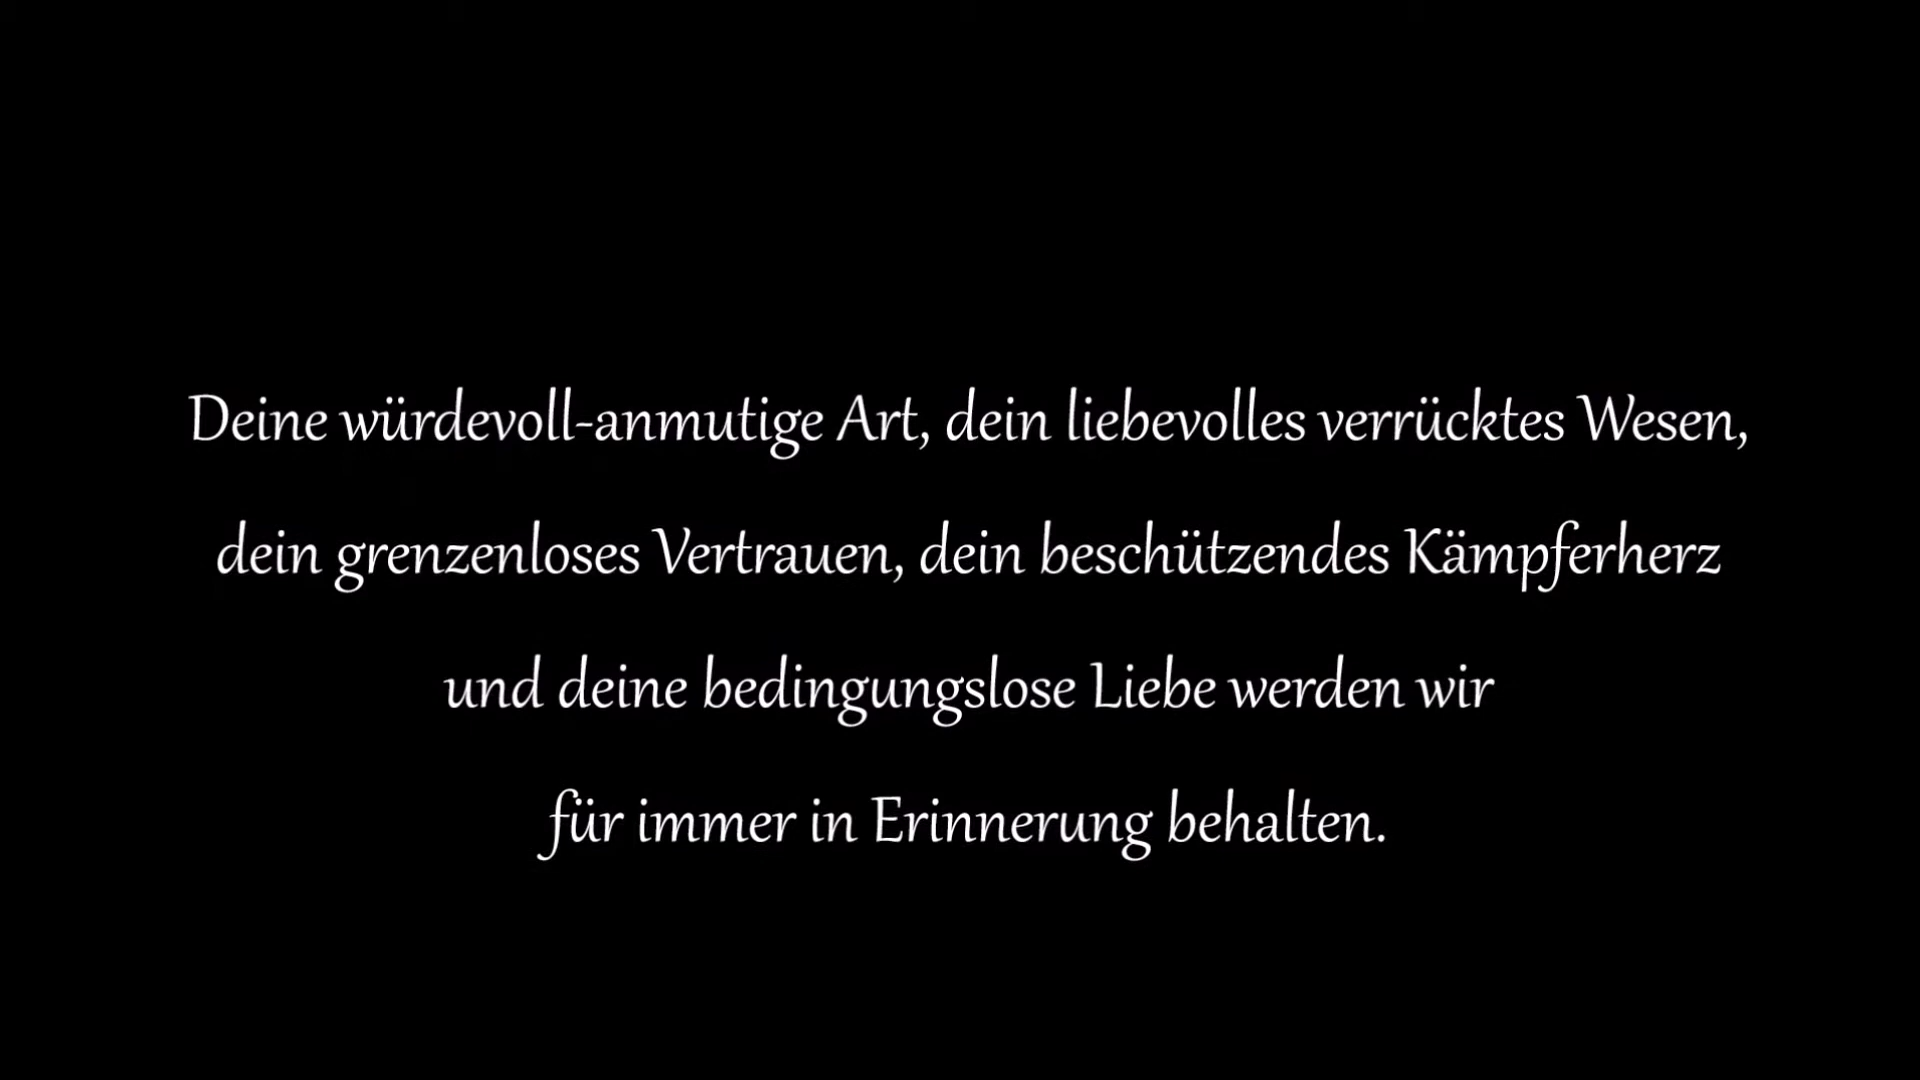 Deine würdevoll-anmutige Art, dein liebevolles verrücktes Wesen,
dein grenzenloses Vertrauen, dein beschützendes Kämpferherz
und deine bedingungslose Liebe werden wir
für immer in Erinnerung behalten.